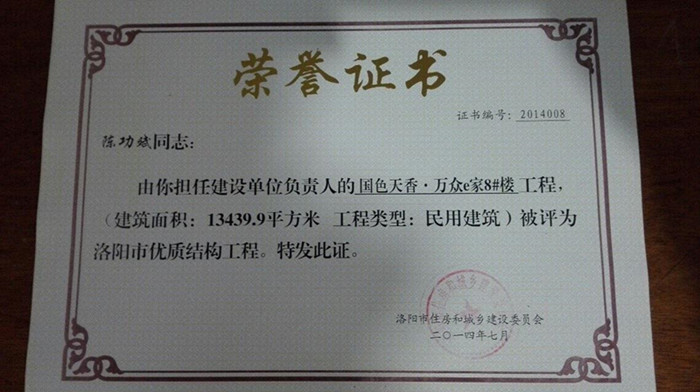 荣誉证书
证书编号：2014008
陈功斌同志：
由你担任建设单位负责人的国色天香·万众e家8#楼工程，
（建筑面积：13439.9平方米 工程类型：民用建筑）被评为
洛阳市优质结构工程。特发此证。
洛阳市住房和城乡建设委员会
二〇一四年七月